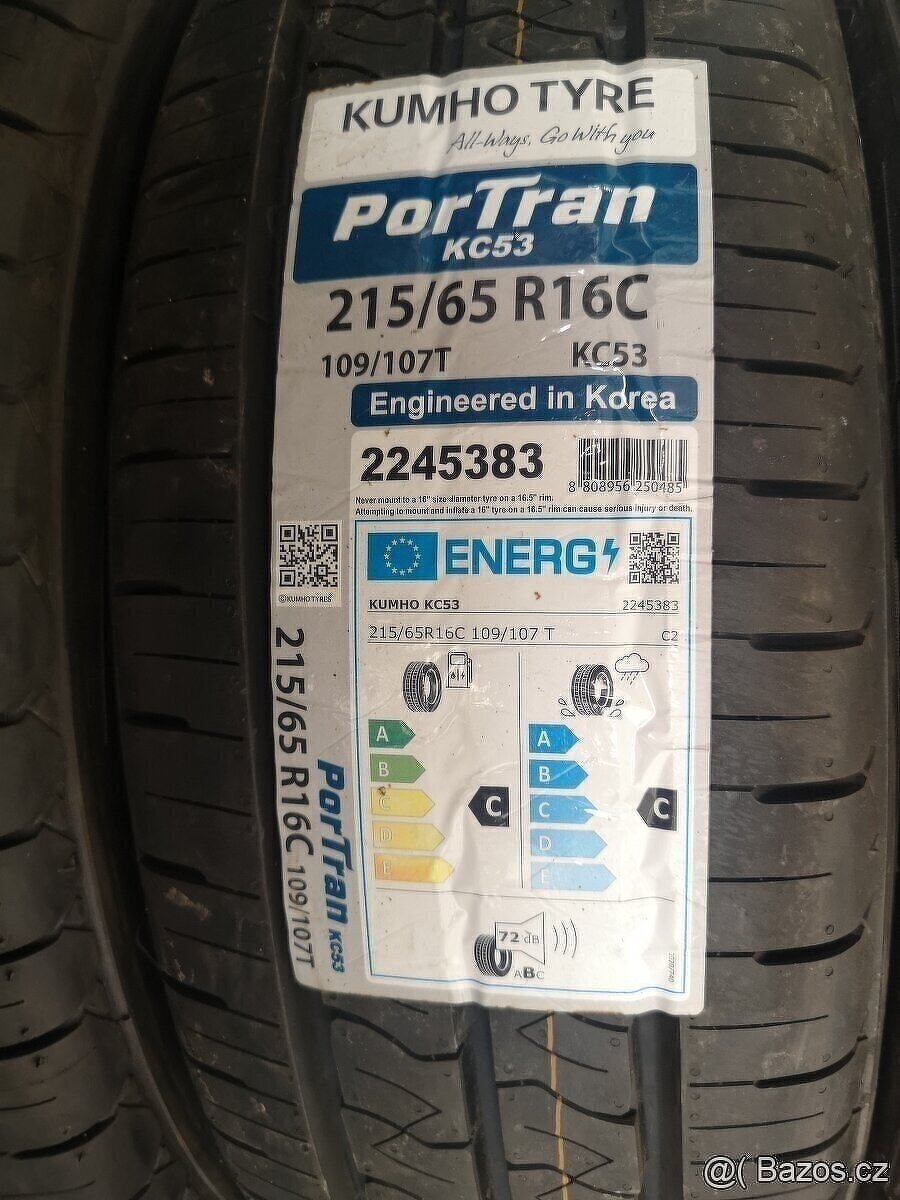 KUMHO TYRE
All-Ways, Go With you
PorTran
KC53
215/65 R16C
109/107T KC53
Engineered in Korea
2245383
8 808956 250485
Never mount to a 16" size diameter tyre on a 16.5" rim.
Attempting to mount and inflate a 16" tyre on a 16.5" rim can cause serious injury or death.
ENERG
©KUMHOTYRES
KUMHO KC53 2245383
215/65R16C 109/107 T C2
A A
B B
C C C C
D D
E E
72 dB
ABC
215/65 R16C 109/107T
PorTran KC53
@( Bazos.cz